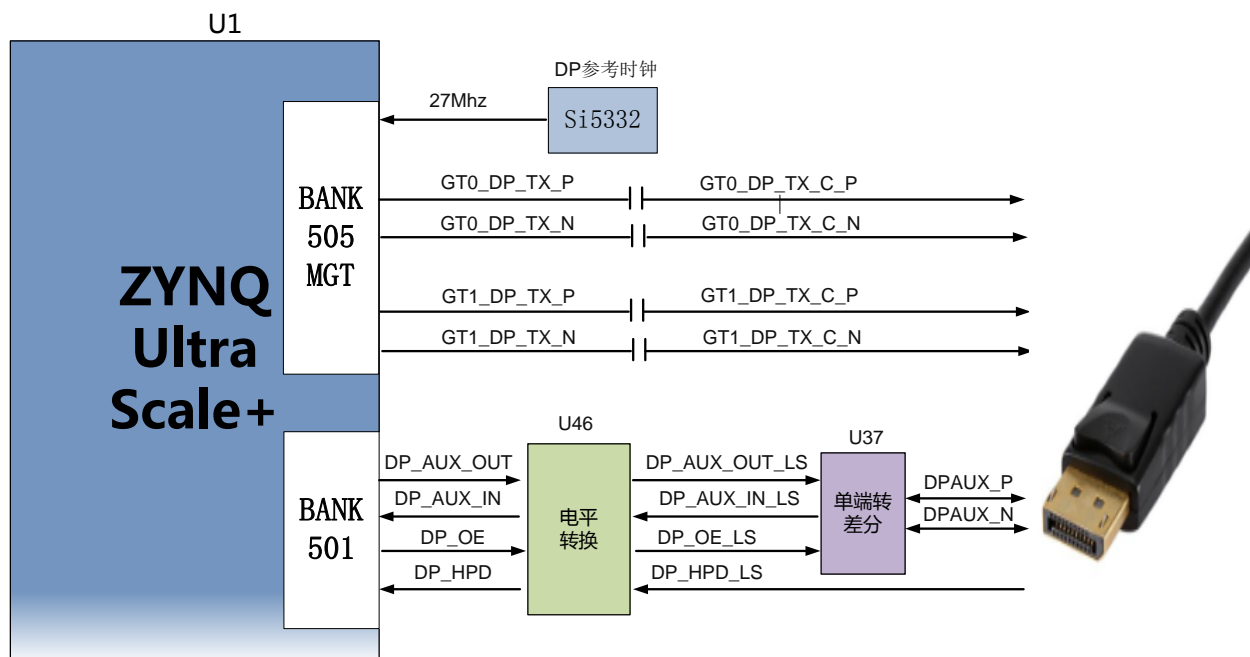 U1
DP参考时钟
27Mhz
Si5332
GT0_DP_TX_P
GT0_DP_TX_C_P
BANK
505
MGT
GT0_DP_TX_N
GT0_DP_TX_C_N
ZYNQ
Ultra
Scale+
GT1_DP_TX_P
GT1_DP_TX_C_P
GT1_DP_TX_N
GT1_DP_TX_C_N
U46
U37
BANK
501
DP_AUX_OUT
DP_AUX_IN
DP_OE
DP_HPD
电平
转换
DP_AUX_OUT_LS
DP_AUX_IN_LS
DP_OE_LS
DP_HPD_LS
单端转
差分
DPAUX_P
DPAUX_N